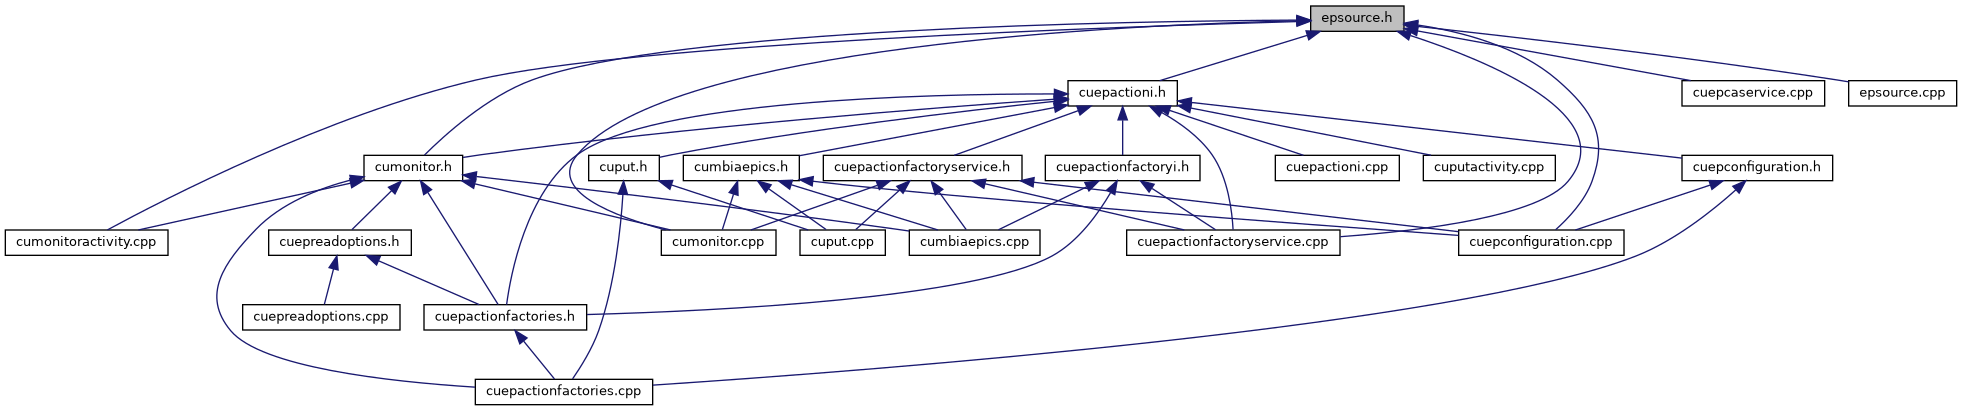 epsource.h
cuepactioni.h
cuepcaservice.cpp
epsource.cpp
cumonitor.h
cuput.h
cumbiaepics.h
cuepactionfactoryservice.h
cuepactionfactoryi.h
cuepactioni.cpp
cuputactivity.cpp
cuepconfiguration.h
cumonitoractivity.cpp
cuepreadoptions.h
cumonitor.cpp
cuput.cpp
cumbiaepics.cpp
cuepactionfactoryservice.cpp
cuepconfiguration.cpp
cuepreadoptions.cpp
cuepactionfactories.h
cuepactionfactories.cpp